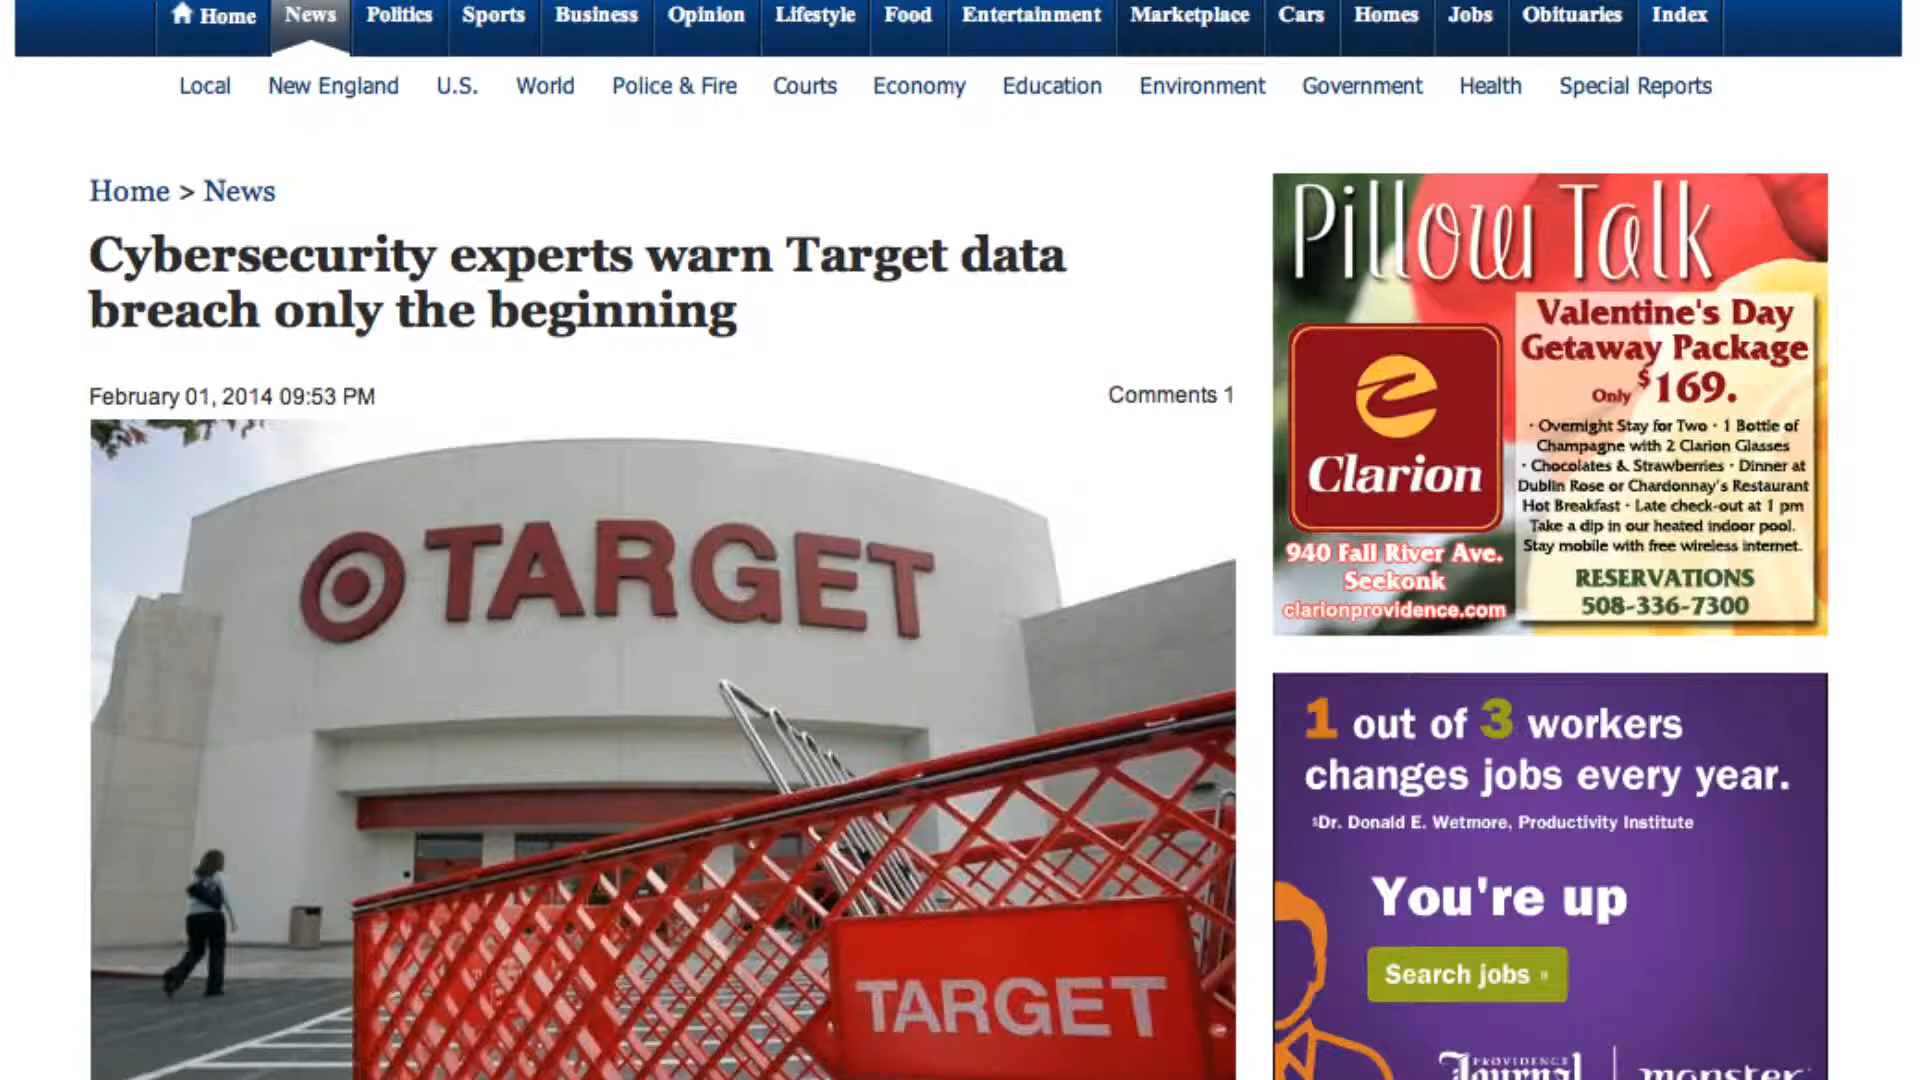 Home News Politics Sports Business Opinion Lifestyle Food Entertainment Marketplace Cars Homes Jobs Obituaries Index
Local New England U.S. World Police & Fire Courts Economy Education Environment Government Health Special Reports
Home > News
Cybersecurity experts warn Target data
breach only the beginning
February 01, 2014 09:53 PM
Comments 1
TARGET
TARGET
Pillow Talk
Valentine's Day
Getaway Package
Only $169.
· Overnight Stay for Two · 1 Bottle of
Champagne with 2 Clarion Glasses
· Chocolates & Strawberries · Dinner at
Dublin Rose or Chardonnay's Restaurant
Hot Breakfast · Late check-out at 1 pm
Take a dip in our heated indoor pool.
Stay mobile with free wireless internet.
RESERVATIONS
508-336-7300
Clarion
940 Fall River Ave.
Seekonk
clarionprovidence.com
1 out of 3 workers
changes jobs every year.
‡Dr. Donald E. Wetmore, Productivity Institute
You're up
Search jobs »
PROVIDENCE
Journal | monster